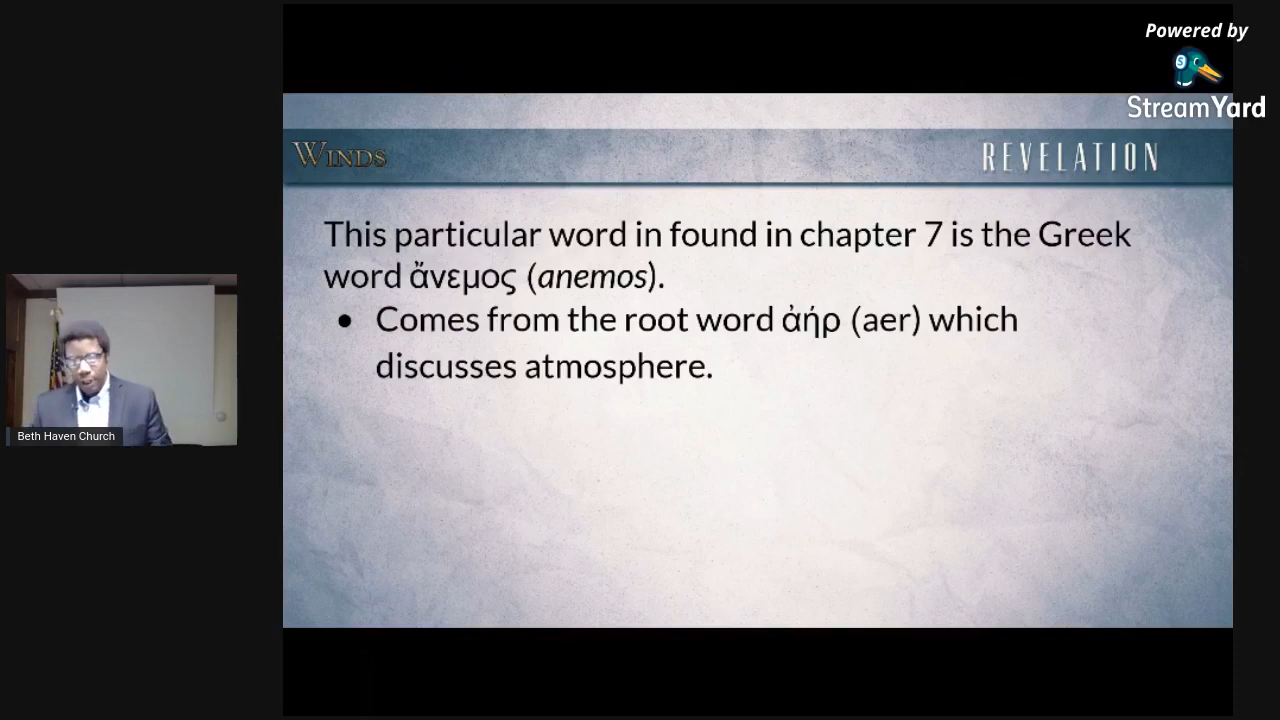 Powered by
StreamYard
WINDS
REVELATION
This particular word in found in chapter 7 is the Greek
word ἄνεμος (anemos).
● Comes from the root word ἀήρ (aer) which
discusses atmosphere.
Beth Haven Church